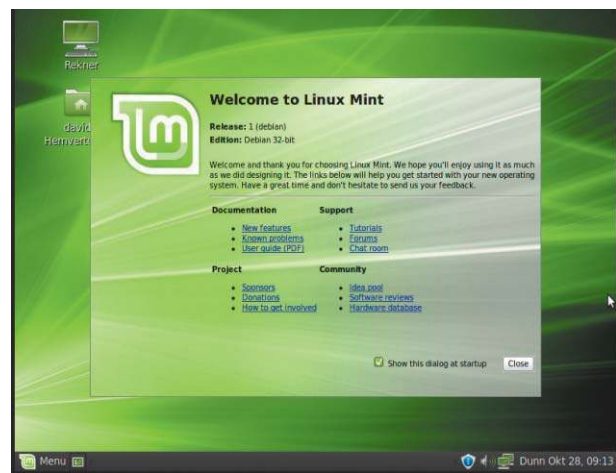 Rekner
david
Welcome to Linux Mint
Release: 1 (debian)
Edition: Debian 32-bit
Welcome and thank you for choosing Linux Mint. We hope you'll enjoy using it as much
as we did designing it. The links below will help you get started with your new operating
system. Have a great time and don't hesitate to send us your feedback.
Documentation
New features
Known problems
User guide (PDF)
Support
Tutorials
Forums
Chat room
Project
Sponsors
Donations
How to get involved
Community
Idea pool
Software reviews
Hardware database
Show this dialog at startup
Close
Menu
Dunn Okt 28, 09:13